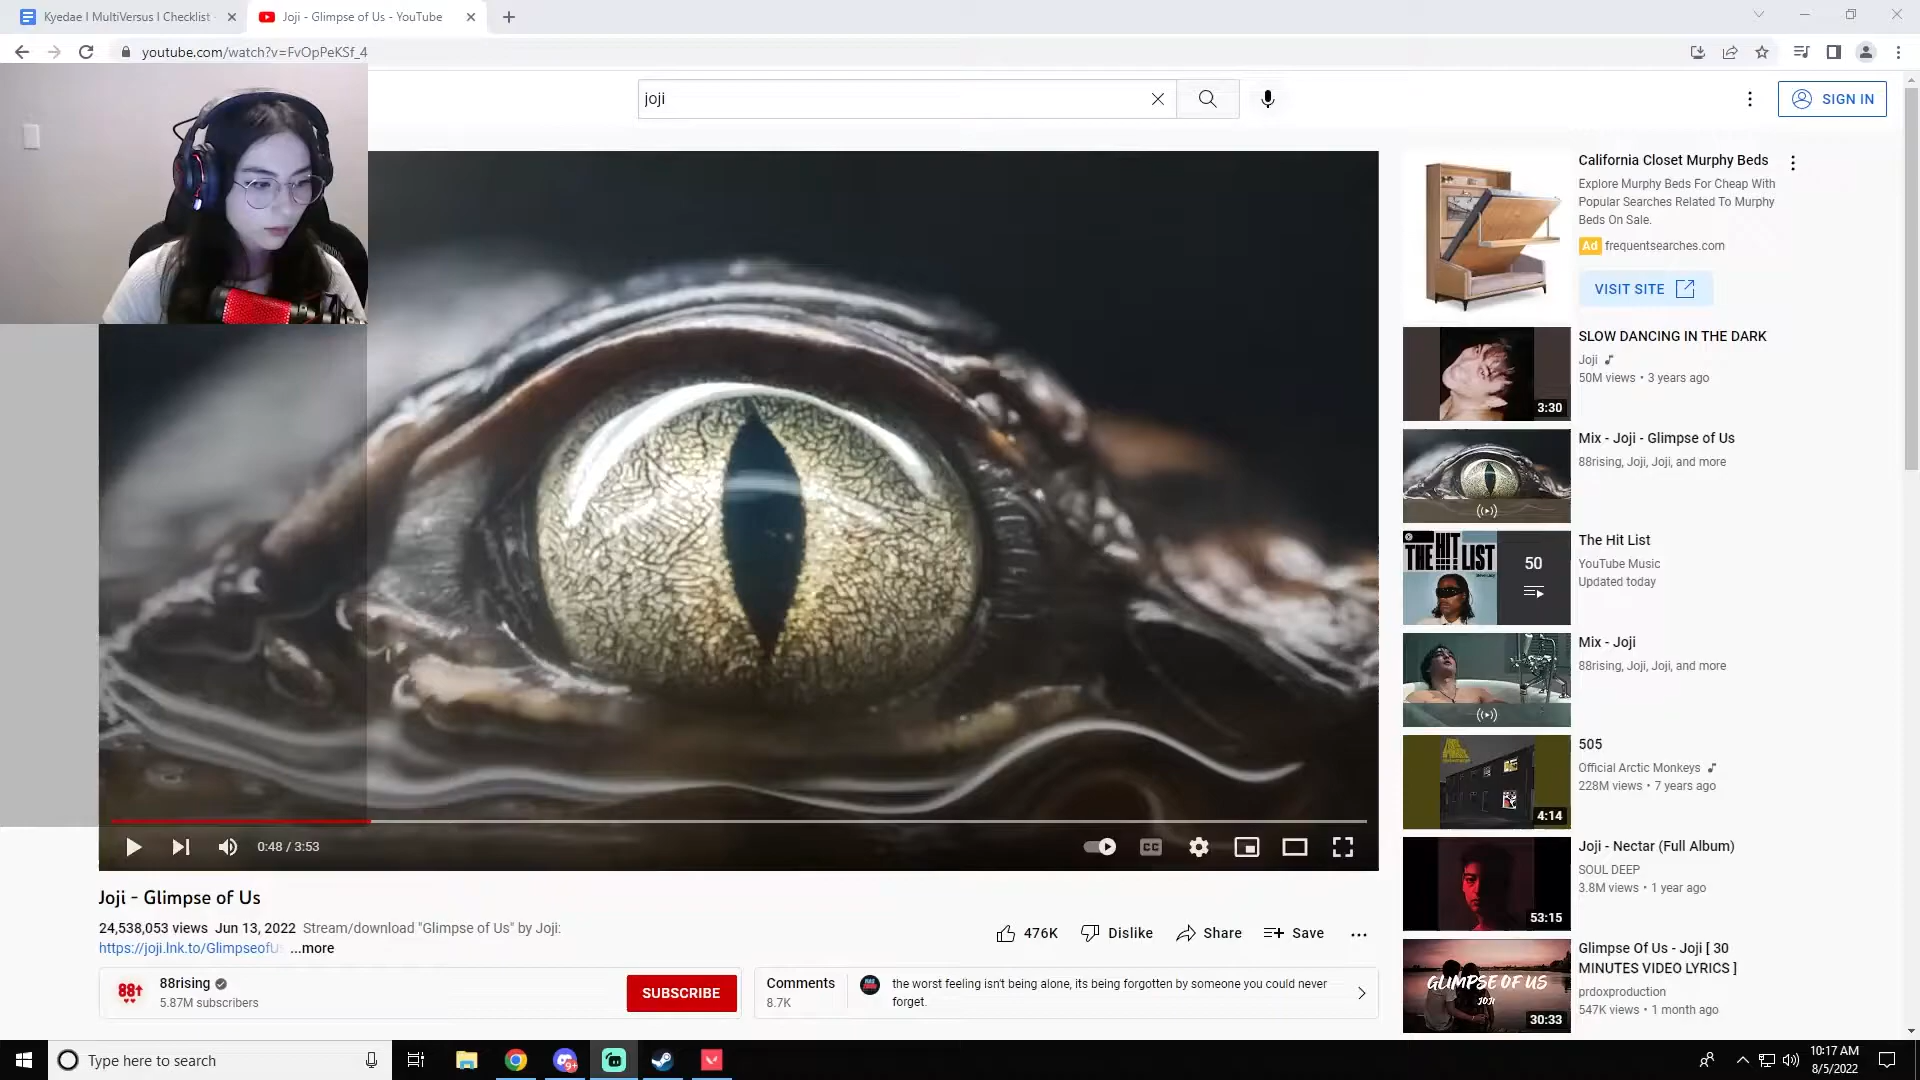 Kyedae I MultiVersus I Checklist
Joji - Glimpse of Us - YouTube
youtube.com/watch?v=FvOpPeKSf_4
joji
SIGN IN
California Closet Murphy Beds
Explore Murphy Beds For Cheap With
Popular Searches Related To Murphy
Beds On Sale.
Ad frequentsearches.com
VISIT SITE
SLOW DANCING IN THE DARK
Joji
50M views • 3 years ago
3:30
Mix - Joji - Glimpse of Us
88rising, Joji, Joji, and more
THE HIT LIST
50
The Hit List
YouTube Music
Updated today
Mix - Joji
88rising, Joji, Joji, and more
505
Official Arctic Monkeys
228M views • 7 years ago
4:14
Joji - Nectar (Full Album)
SOUL DEEP
3.8M views • 1 year ago
53:15
Glimpse Of Us - Joji [ 30
MINUTES VIDEO LYRICS ]
prdoxproduction
547K views • 1 month ago
GLIMPSE OF US
JOJI
30:33
0:48 / 3:53
CC
Joji - Glimpse of Us
24,538,053 views Jun 13, 2022 Stream/download "Glimpse of Us" by Joji:
https://joji.lnk.to/GlimpseofU ...more
476K Dislike Share Save
88↑
88rising
5.87M subscribers
SUBSCRIBE
Comments
8.7K
the worst feeling isn't being alone, its being forgotten by someone you could never
forget.
Type here to search
9+
10:17 AM
8/5/2022